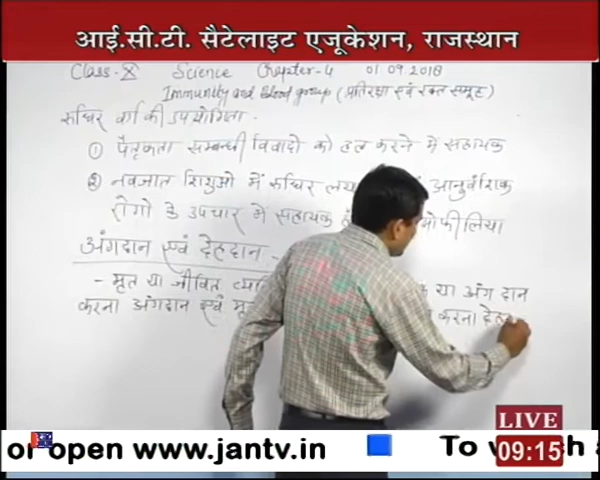 आई.सी.टी. सैटेलाइट एजूकेशन, राजस्थान
Class-X Science Chapter-4 01 09 2018
Immunity and Blood group (प्रतिरक्षा एवं रक्त समूह)
रूधिर वर्ग की उपयोगिता -
① पैतृकता सम्बन्धी विवादो को हल करने में सहायक
② नवजात शिशुओ में रूधिर आनुवंशिक
रोगो के उपचार में सहायक
अंगदान एवं देहदान -
- मृत या जीवित या अंग दान
करना अंगदान एवं करना
LIVE
09:15
or open www.jantv.in To